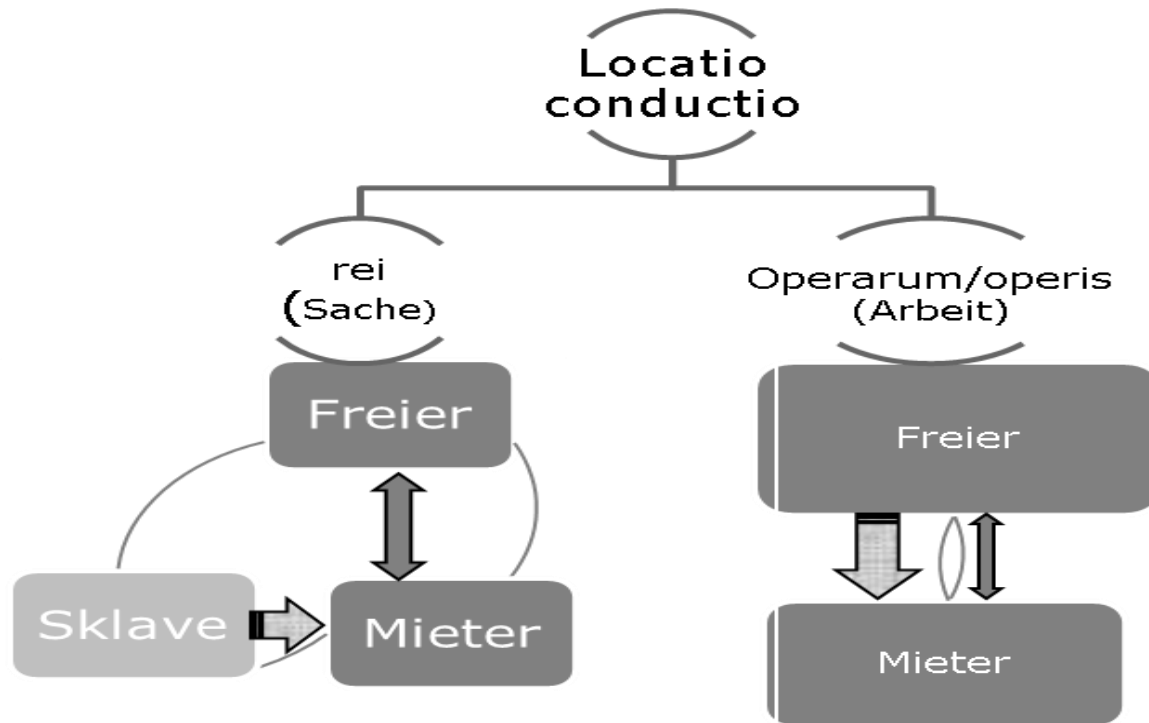 Locatio
conductio
rei
(Sache)
Operarum/operis
(Arbeit)
Freier
Sklave
Mieter
Freier
Mieter